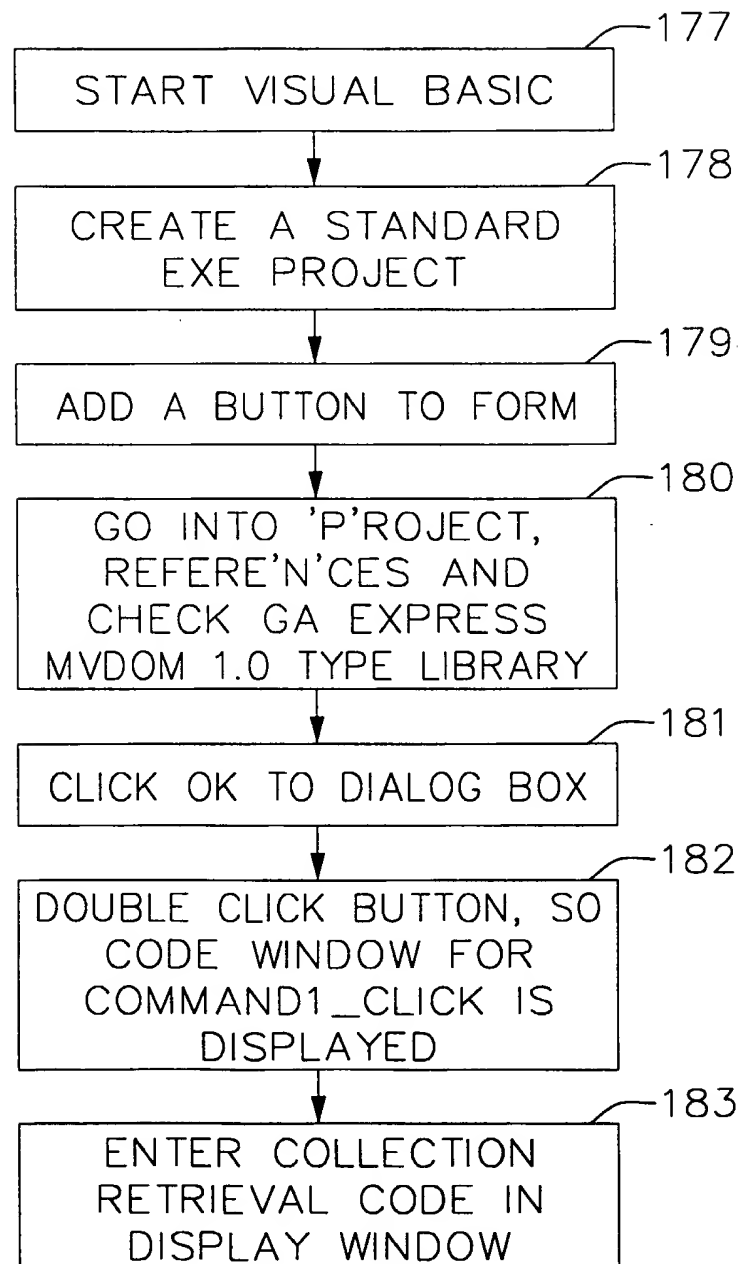 177
START VISUAL BASIC
178
CREATE A STANDARD
EXE PROJECT
179
ADD A BUTTON TO FORM
180
GO INTO 'P'ROJECT,
REFERE'N'CES AND
CHECK GA EXPRESS
MVDOM 1.0 TYPE LIBRARY
181
CLICK OK TO DIALOG BOX
182
DOUBLE CLICK BUTTON, SO
CODE WINDOW FOR
COMMAND1_CLICK IS
DISPLAYED
183
ENTER COLLECTION
RETRIEVAL CODE IN
DISPLAY WINDOW